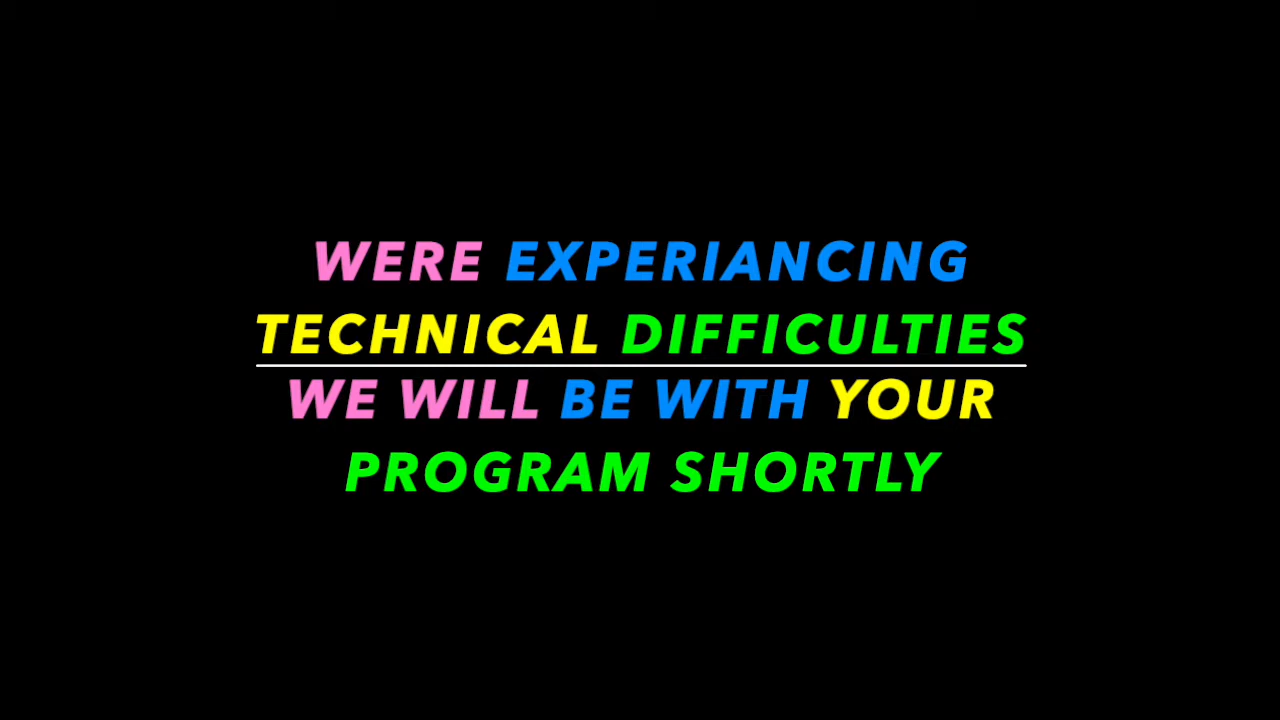 WERE EXPERIANCING
TECHNICAL DIFFICULTIES
WE WILL BE WITH YOUR
PROGRAM SHORTLY